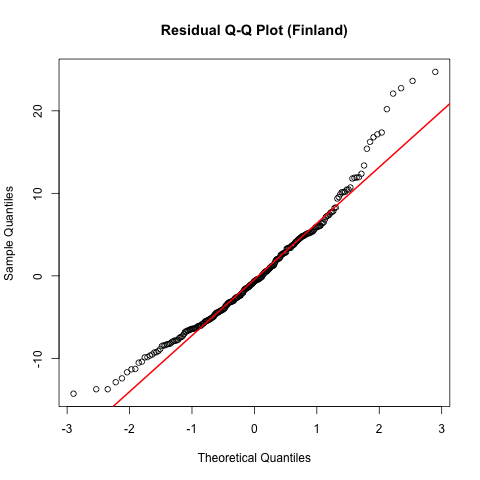 Residual Q-Q Plot (Finland)
Sample Quantiles
20
10
0
-10
-3 -2 -1 0 1 2 3
Theoretical Quantiles